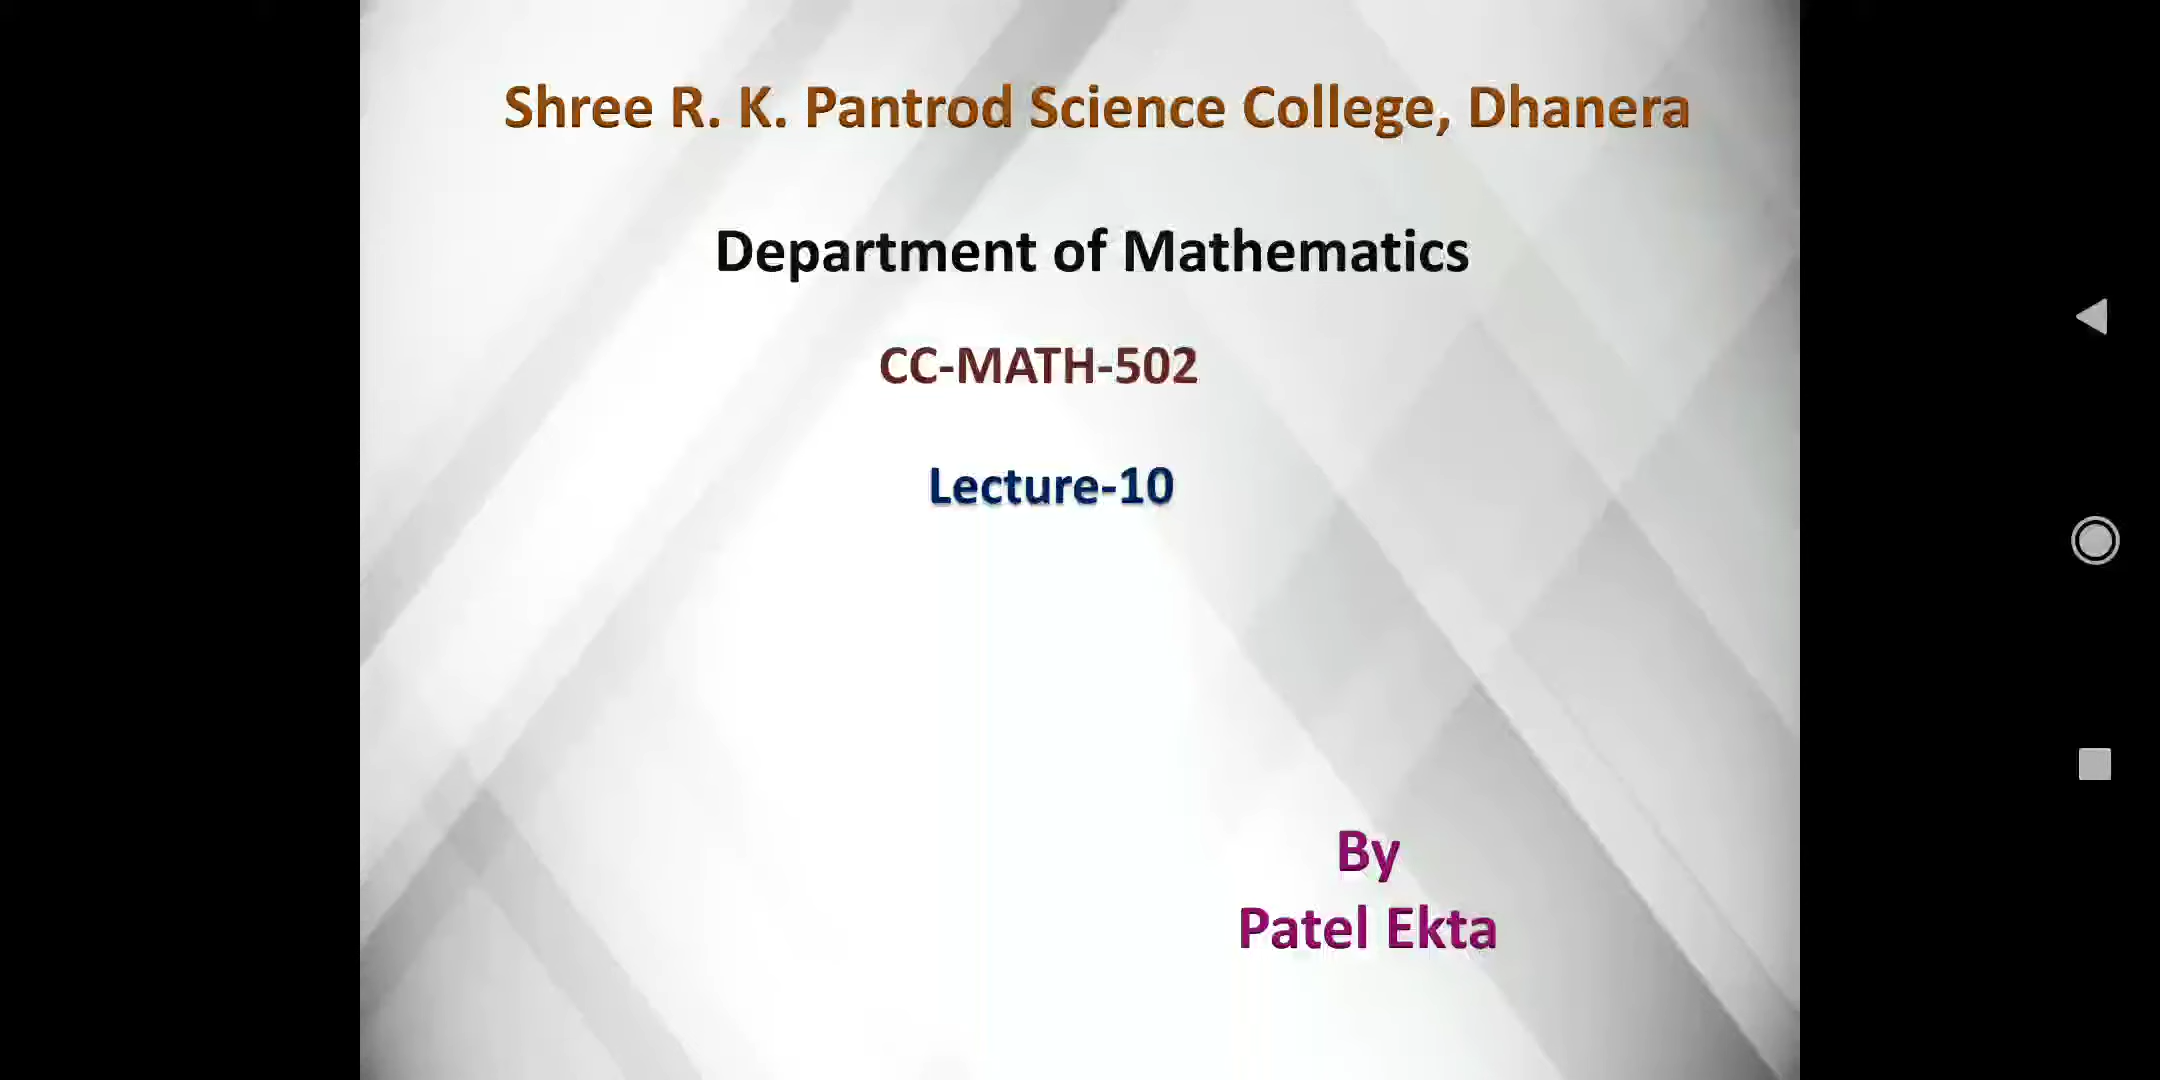 Shree R. K. Pantrod Science College, Dhanera
Department of Mathematics
CC-MATH-502
Lecture-10
By
Patel Ekta